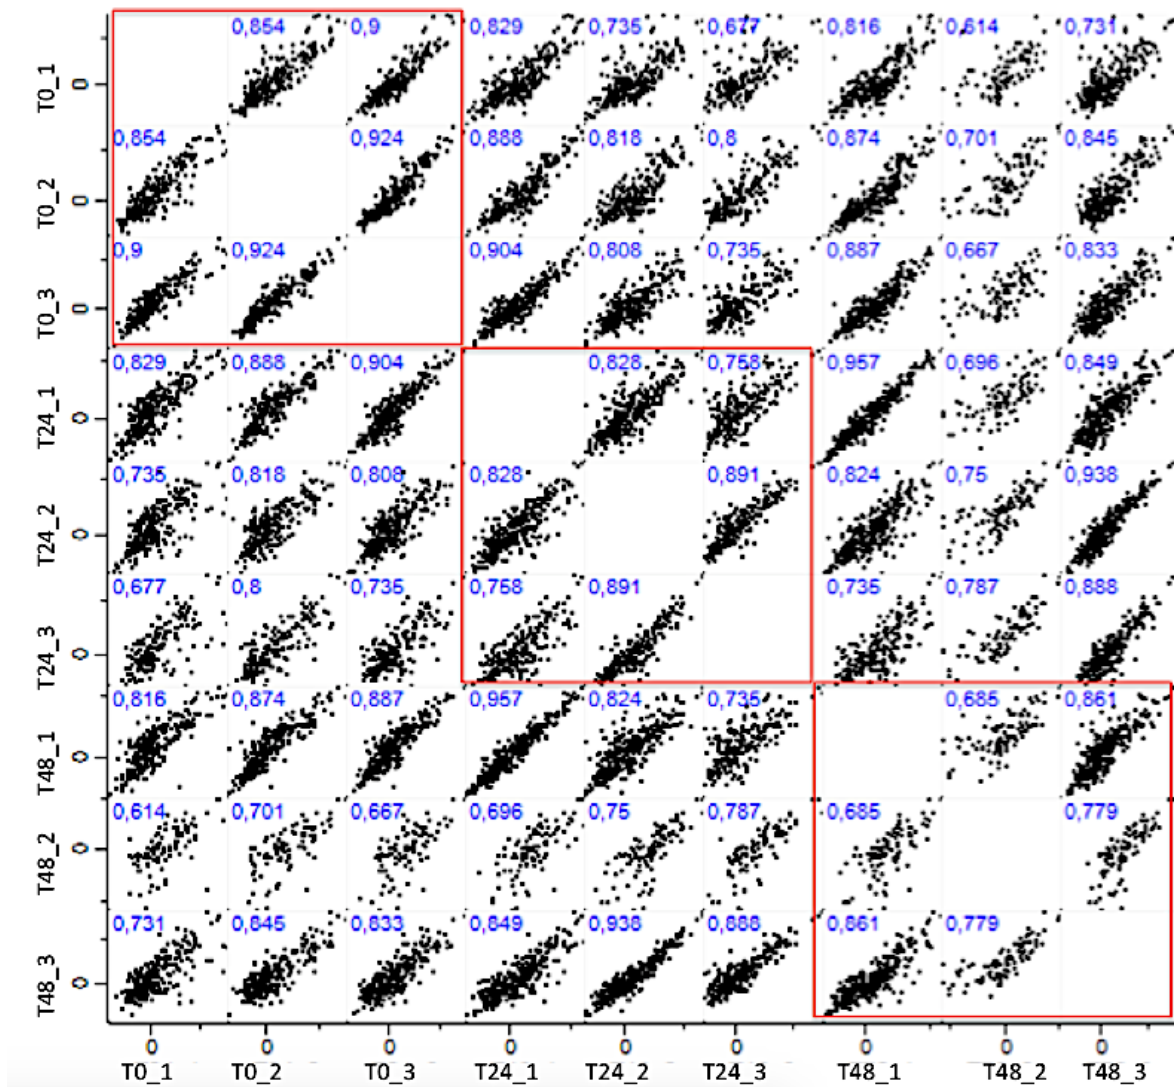 0,854 0,9 0,829 0,735 0,677 0,816 0,614 0,731
T0_1 0
0,854 0,924 0,888 0,818 0,8 0,874 0,701 0,845
T0_2 0
0,9 0,924 0,904 0,808 0,735 0,887 0,667 0,833
T0_3 0
0,829 0,888 0,904 0,828 0,758 0,957 0,696 0,849
T24_1 0
0,735 0,818 0,808 0,828 0,891 0,824 0,75 0,938
T24_2 0
0,677 0,8 0,735 0,758 0,891 0,735 0,787 0,888
T24_3 0
0,816 0,874 0,887 0,957 0,824 0,735 0,685 0,861
T48_1 0
0,614 0,701 0,667 0,696 0,75 0,787 0,685 0,779
T48_2 0
0,731 0,845 0,833 0,849 0,938 0,888 0,861 0,779
T48_3 0
0 0 0 0 0 0 0 0 0
T0_1 T0_2 T0_3 T24_1 T24_2 T24_3 T48_1 T48_2 T48_3